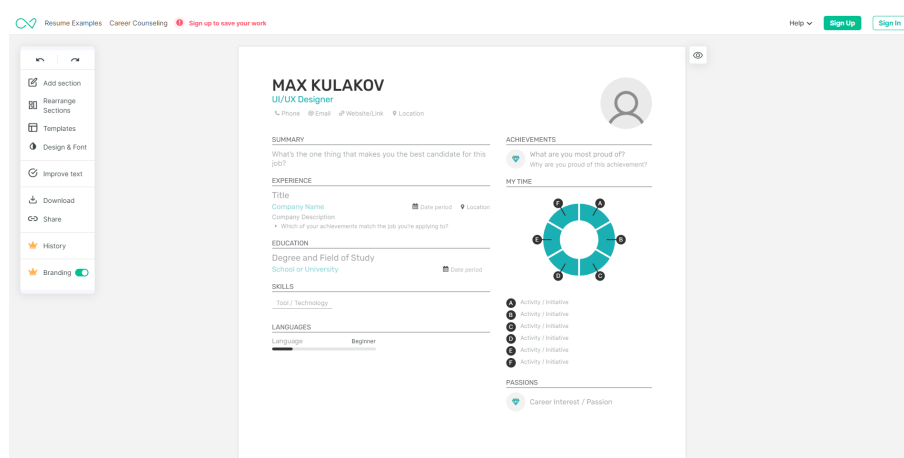 Resume Examples Career Counseling Sign up to save your work Help Sign Up Sign In
Add section
Rearrange
Sections
Templates
Design & Font
Improve text
Download
Share
History
Branding
MAX KULAKOV
UI/UX Designer
Phone @Email Website/Link Location
SUMMARY
What's the one thing that makes you the best candidate for this
job?
EXPERIENCE
Title
Company Name Date period Location
Company Description
• Which of your achievements match the job you're applying to?
EDUCATION
Degree and Field of Study
School or University Date period
SKILLS
Tool / Technology
LANGUAGES
Language Beginner
ACHIEVEMENTS
What are you most proud of?
Why are you proud of this achievement?
MY TIME
F A
E B
D C
A Activity / Initiative
B Activity / Initiative
C Activity / Initiative
D Activity / Initiative
E Activity / Initiative
F Activity / Initiative
PASSIONS
Career Interest / Passion